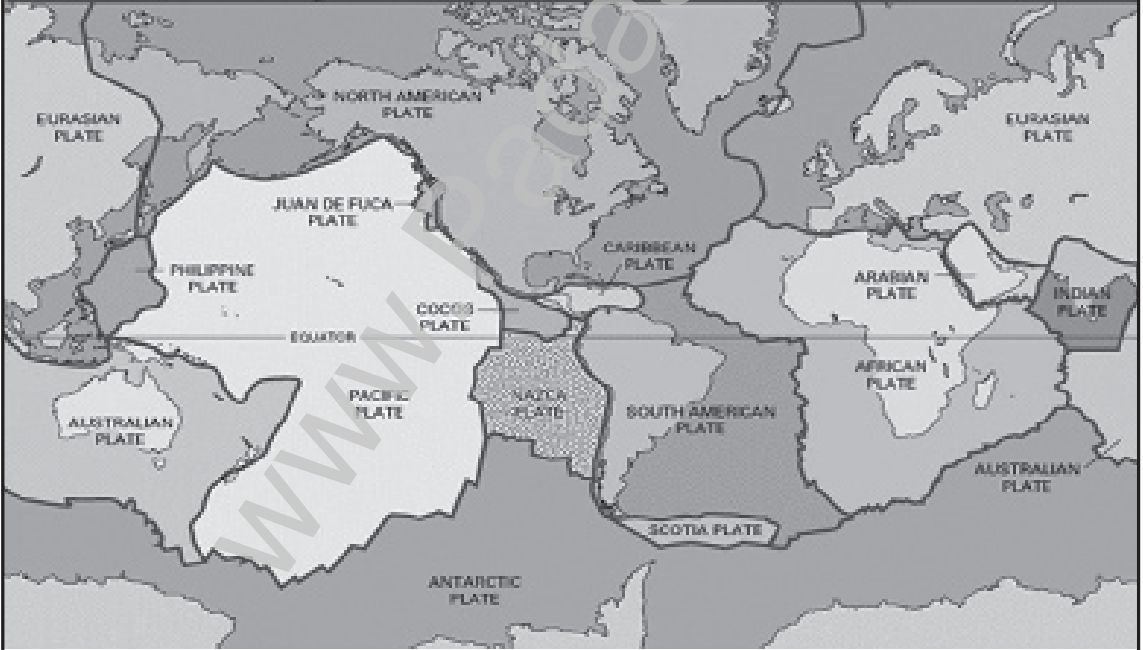 NORTH AMERICAN
PLATE
EURASIAN
PLATE
EURASIAN
PLATE
JUAN DE FUCA
PLATE
CARIBBEAN
PLATE
PHILIPPINE
PLATE
ARABIAN
PLATE
INDIAN
PLATE
COCOS
PLATE
EQUATOR
AFRICAN
PLATE
PACIFIC
PLATE
NAZCA
PLATE
SOUTH AMERICAN
PLATE
AUSTRALIAN
PLATE
AUSTRALIAN
PLATE
SCOTIA PLATE
ANTARCTIC
PLATE